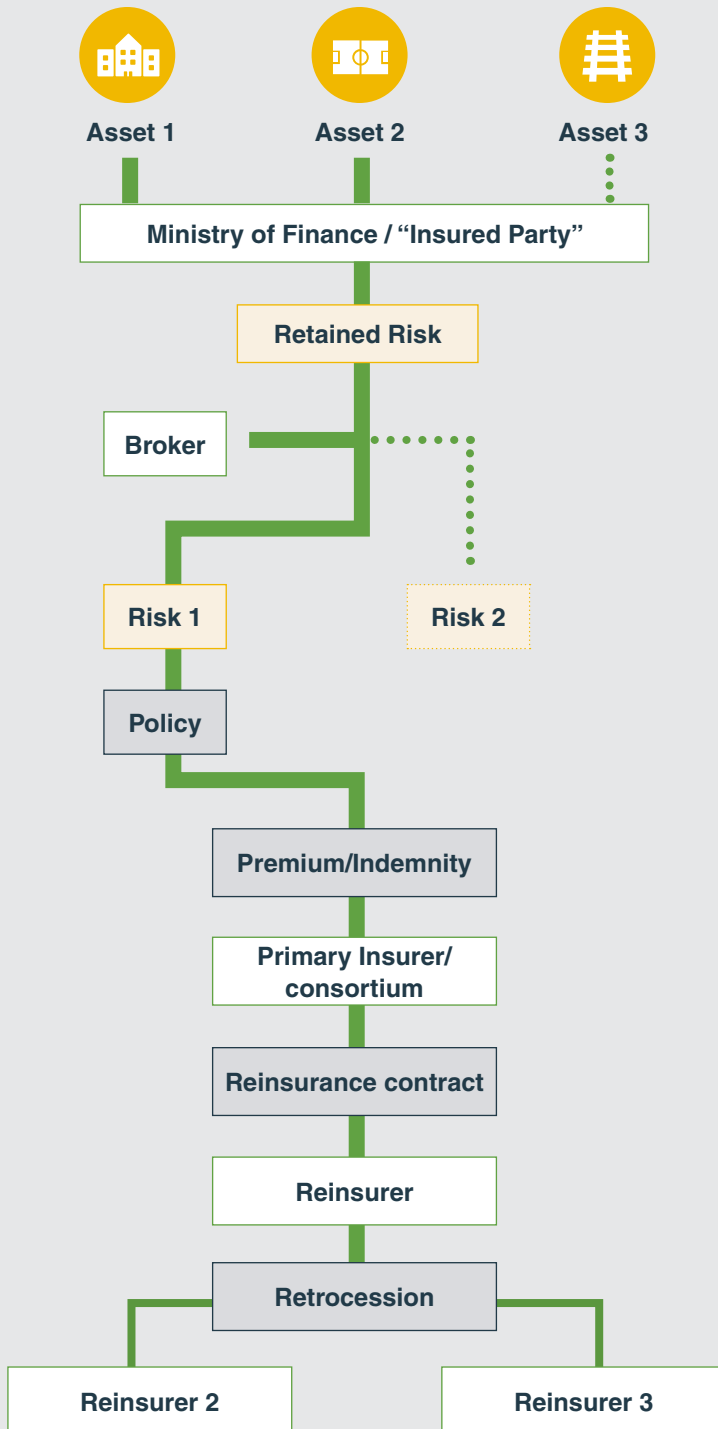 Asset 1
Asset 2
Asset 3
Ministry of Finance / “Insured Party”
Retained Risk
Broker
Risk 1
Risk 2
Policy
Premium/Indemnity
Primary Insurer/
consortium
Reinsurance contract
Reinsurer
Retrocession
Reinsurer 2
Reinsurer 3